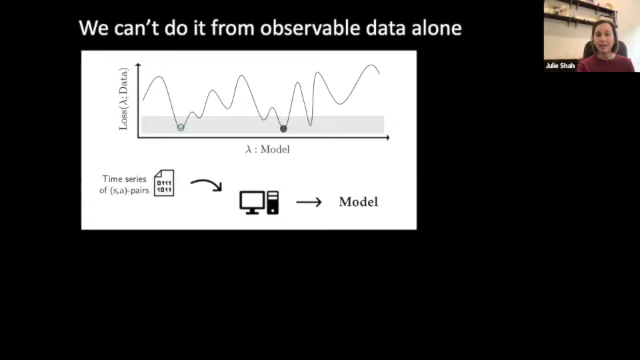 We can't do it from observable data alone
Julie Shah
Loss(λ; Data)
λ : Model
Time series
of (s,a)-pairs
0111
1011
Model